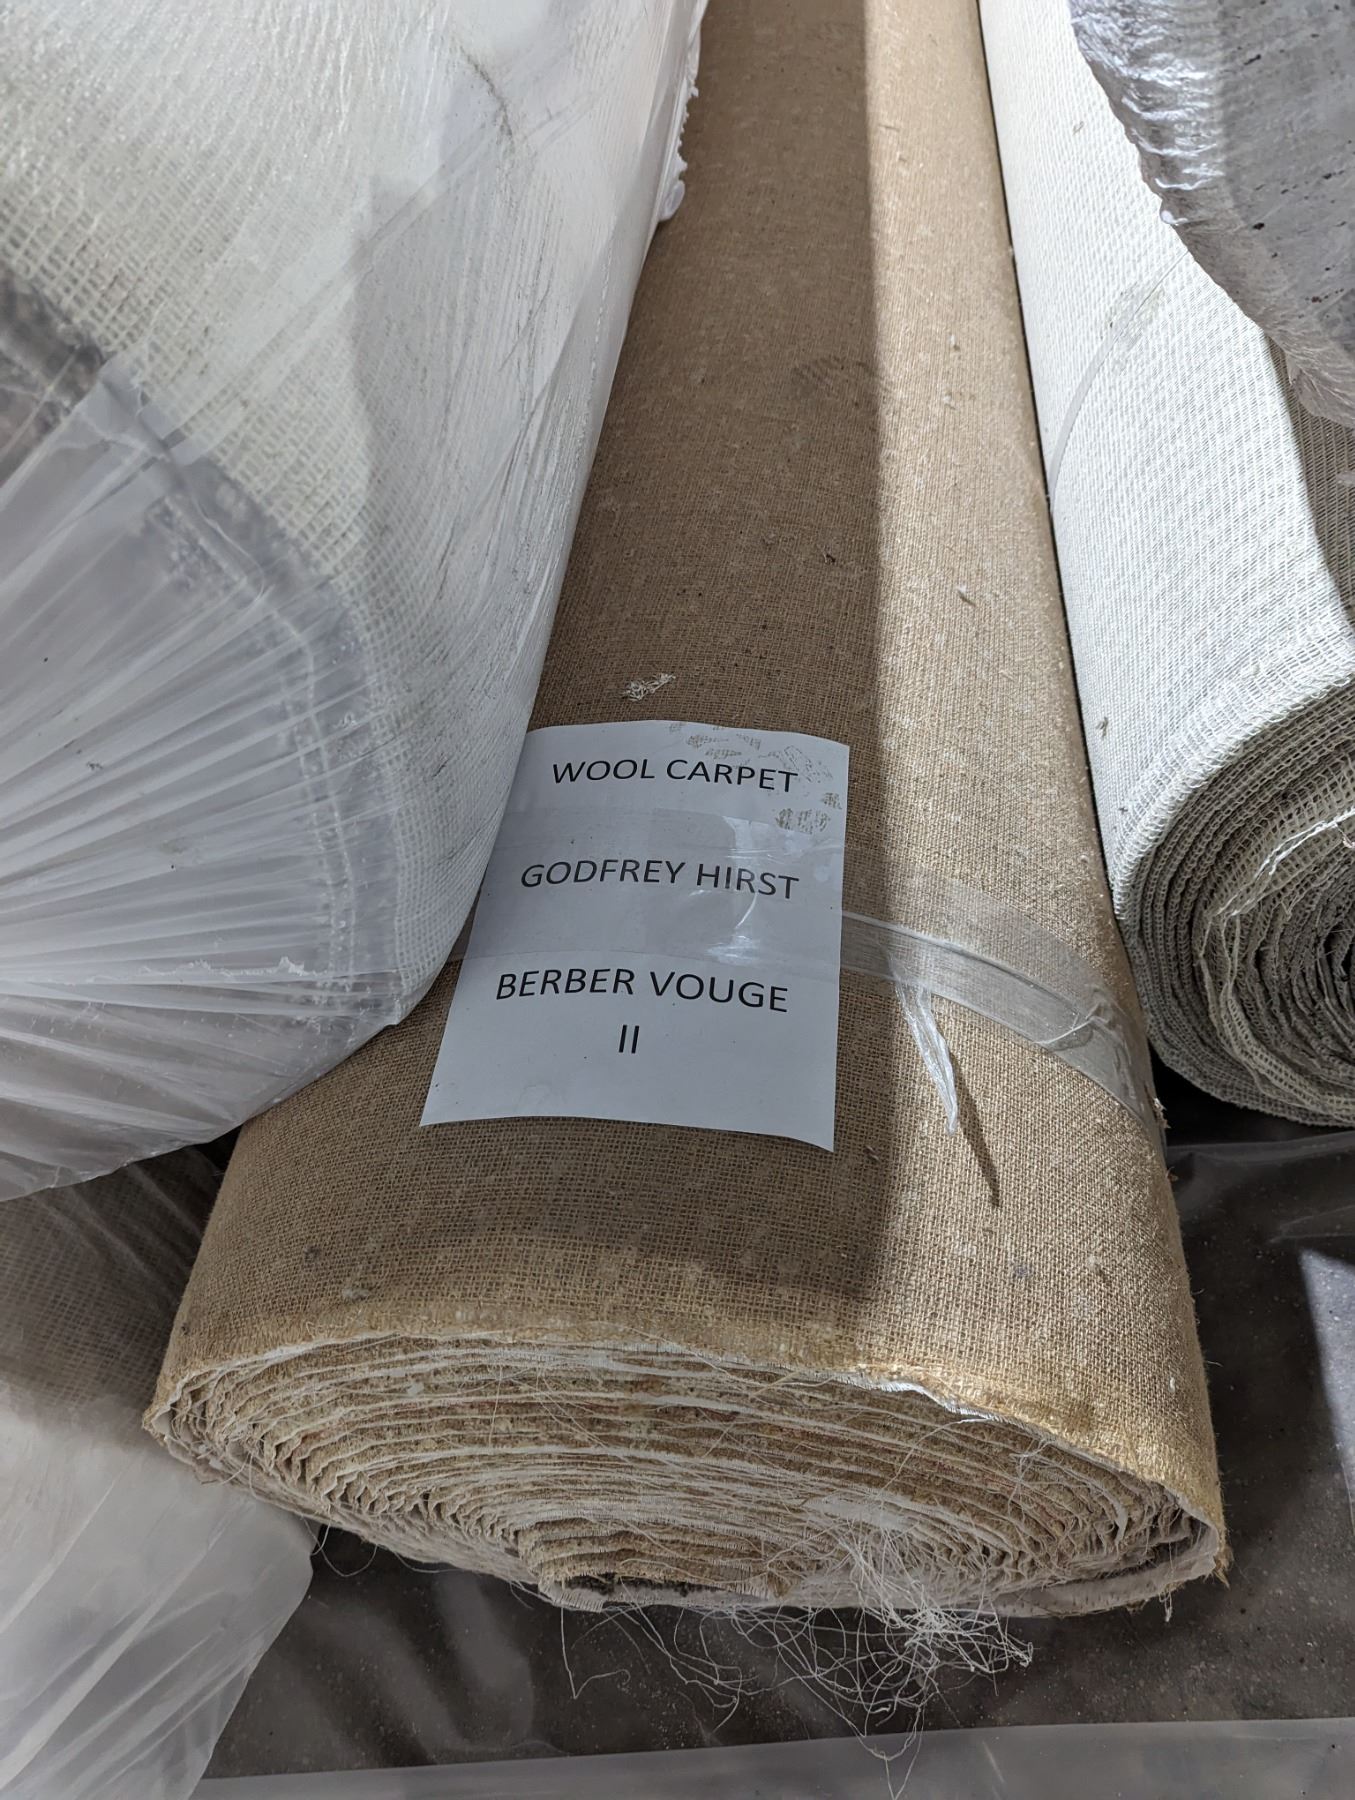 WOOL CARPET
GODFREY HIRST
BERBER VOUGE
II